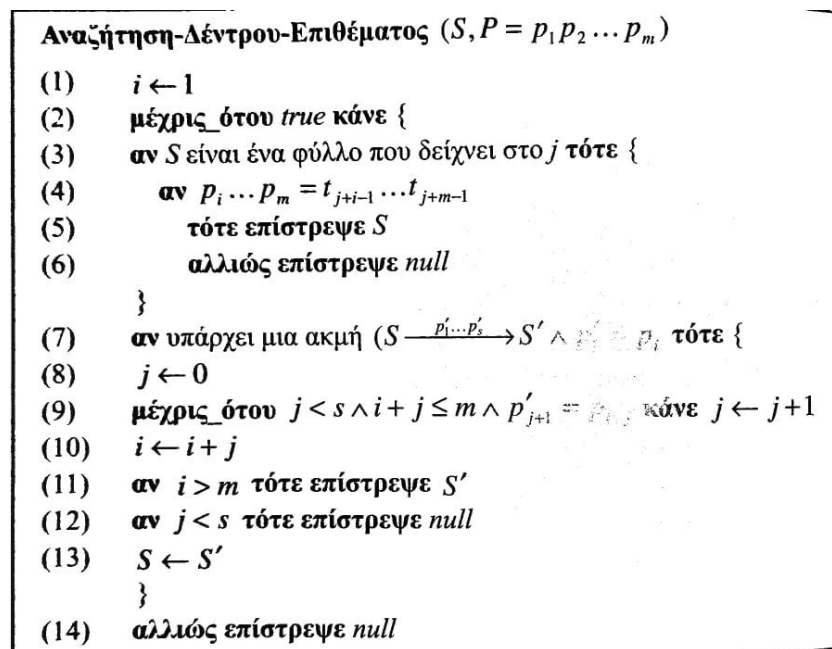 Αναζήτηση-Δέντρου-Επιθέματος (S, P = p₁p₂…pₘ)
(1) i ← 1
(2) μέχρις_ότου true κάνε {
(3) αν S είναι ένα φύλλο που δείχνει στο j τότε {
(4) αν pᵢ…pₘ = t_{j+i−1}…t_{j+m−1}
(5) τότε επίστρεψε S
(6) αλλιώς επίστρεψε null
}
(7) αν υπάρχει μια ακμή (S —p′₁…p′ₛ→ S′ ∧ pᵢ τότε {
(8) j ← 0
(9) μέχρις_ότου j < s ∧ i + j ≤ m ∧ p′_{j+1} = κάνε j ← j+1
(10) i ← i + j
(11) αν i > m τότε επίστρεψε S′
(12) αν j < s τότε επίστρεψε null
(13) S ← S′
}
(14) αλλιώς επίστρεψε null